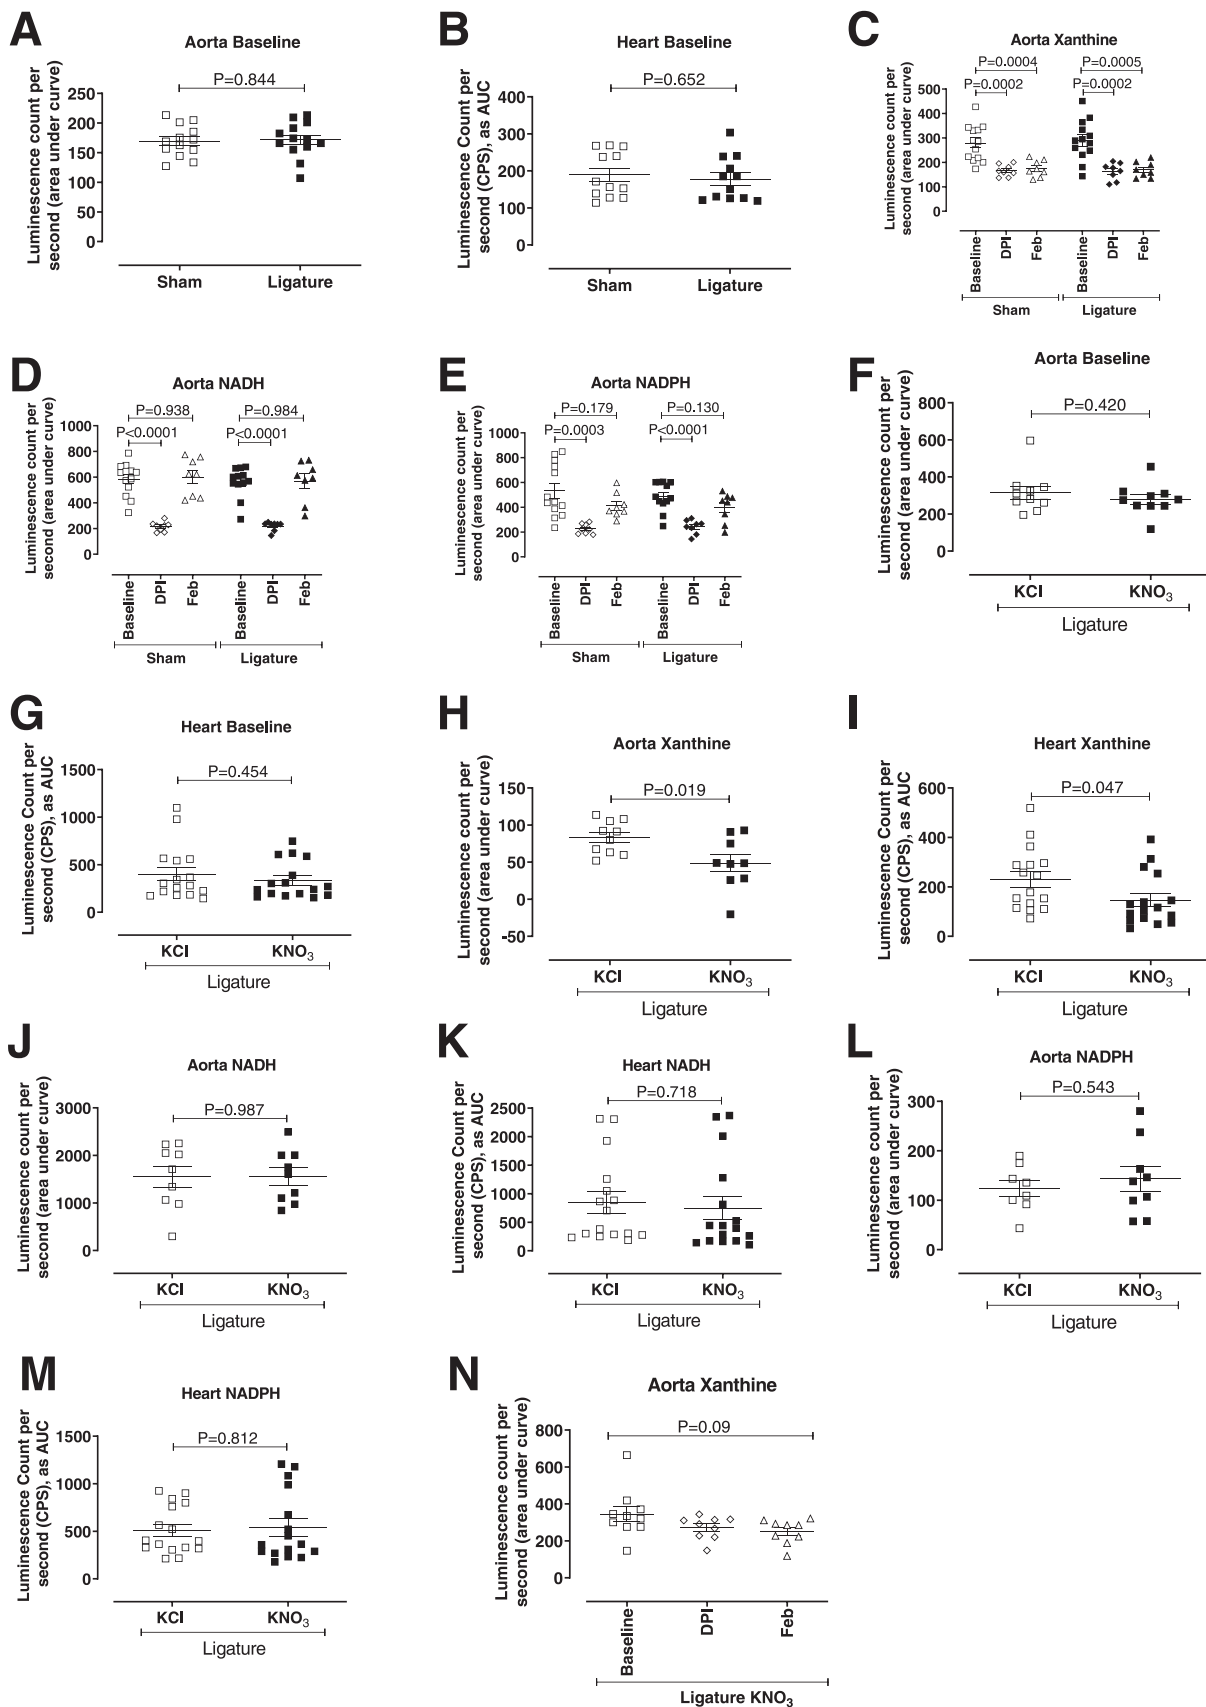 A
Aorta Baseline
P=0.844
Luminescence count per
second (area under curve)
250
200
150
100
50
0
Sham Ligature
B
Heart Baseline
P=0.652
Luminescence Count per
second (CPS), as AUC
400
300
200
100
0
Sham Ligature
C
Aorta Xanthine
P=0.0004 P=0.0005
P=0.0002 P=0.0002
Luminescence count per
second (area under curve)
500
400
300
200
100
0
Baseline DPI Feb Baseline DPI Feb
Sham Ligature
D
Aorta NADH
P=0.938 P=0.984
P<0.0001 P<0.0001
Luminescence count per
second (area under curve)
1000
800
600
400
200
0
Baseline DPI Feb Baseline DPI Feb
Sham Ligature
E
Aorta NADPH
P=0.179 P=0.130
P=0.0003 P<0.0001
Luminescence count per
second (area under curve)
1000
800
600
400
200
0
Baseline DPI Feb Baseline DPI Feb
Sham Ligature
F
Aorta Baseline
P=0.420
Luminescence count per
second (area under curve)
800
600
400
200
0
KCl KNO₃
Ligature
G
Heart Baseline
P=0.454
Luminescence Count per
second (CPS), as AUC
1500
1000
500
0
KCl KNO₃
Ligature
H
Aorta Xanthine
P=0.019
Luminescence count per
second (area under curve)
150
100
50
0
-50
KCl KNO₃
Ligature
I
Heart Xanthine
P=0.047
Luminescence Count per
second (CPS), as AUC
600
400
200
0
KCl KNO₃
Ligature
J
Aorta NADH
P=0.987
Luminescence count per
second (area under curve)
3000
2000
1000
0
KCl KNO₃
Ligature
K
Heart NADH
P=0.718
Luminescence Count per
second (CPS), as AUC
2500
2000
1500
1000
500
0
KCl KNO₃
Ligature
L
Aorta NADPH
P=0.543
Luminescence count per
second (area under curve)
300
200
100
0
KCl KNO₃
Ligature
M
Heart NADPH
P=0.812
Luminescence Count per
second (CPS), as AUC
1500
1000
500
0
KCl KNO₃
Ligature
N
Aorta Xanthine
P=0.09
Luminescence count per
second (area under curve)
800
600
400
200
0
Baseline DPI Feb
Ligature KNO₃